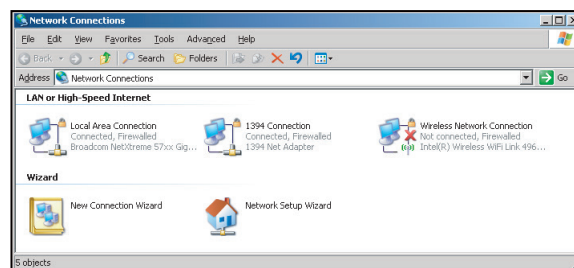 Network Connections
File Edit View Favorites Tools Advanced Help
Back Search Folders
Address Network Connections Go
LAN or High-Speed Internet
Local Area Connection
Connected, Firewalled
Broadcom NetXtreme 57xx Gig...
1394 Connection
Connected, Firewalled
1394 Net Adapter
Wireless Network Connection
Not connected, Firewalled
Intel(R) Wireless WiFi Link 496...
Wizard
New Connection Wizard
Network Setup Wizard
5 objects